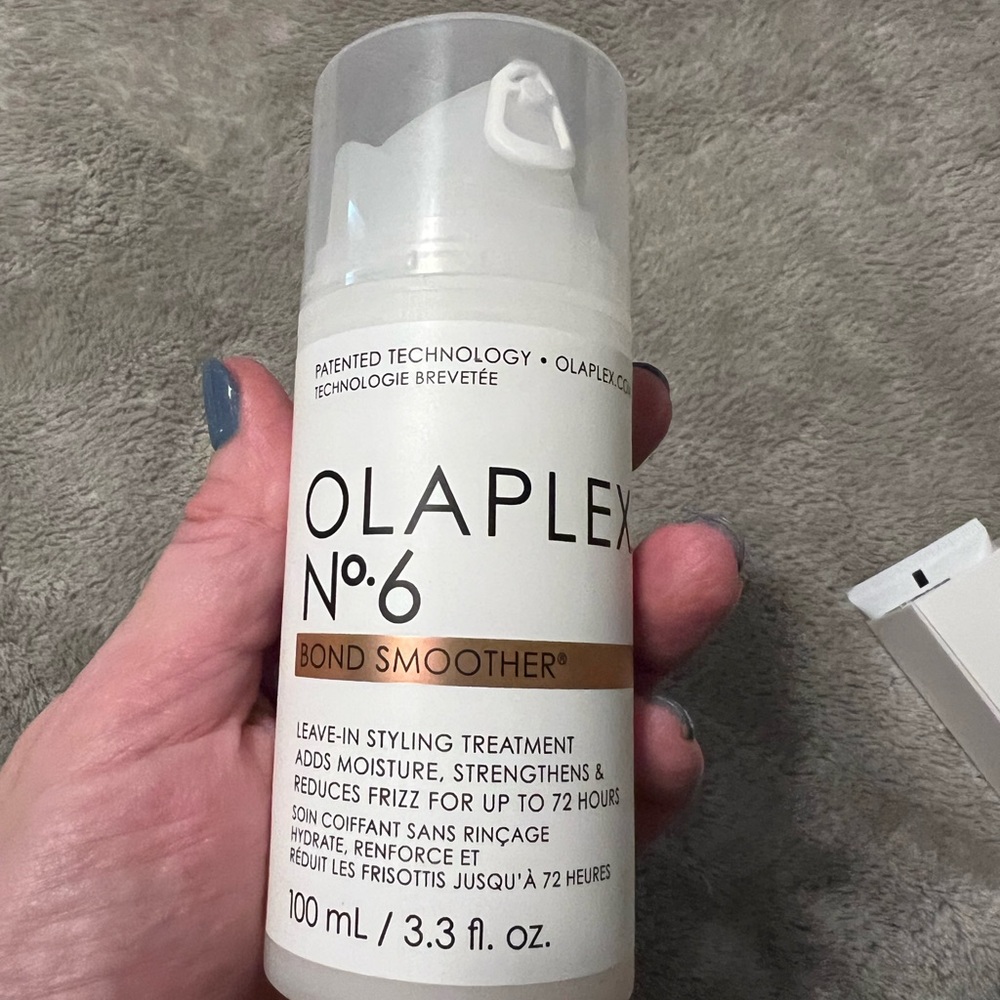 PATENTED TECHNOLOGY • OLAPLEX.COM
TECHNOLOGIE BREVETÉE
OLAPLEX
Nº.6
BOND SMOOTHER®
LEAVE-IN STYLING TREATMENT
ADDS MOISTURE, STRENGTHENS &
REDUCES FRIZZ FOR UP TO 72 HOURS
SOIN COIFFANT SANS RINÇAGE
HYDRATE, RENFORCE ET
RÉDUIT LES FRISOTTIS JUSQU'À 72 HEURES
100 mL / 3.3 fl. oz.